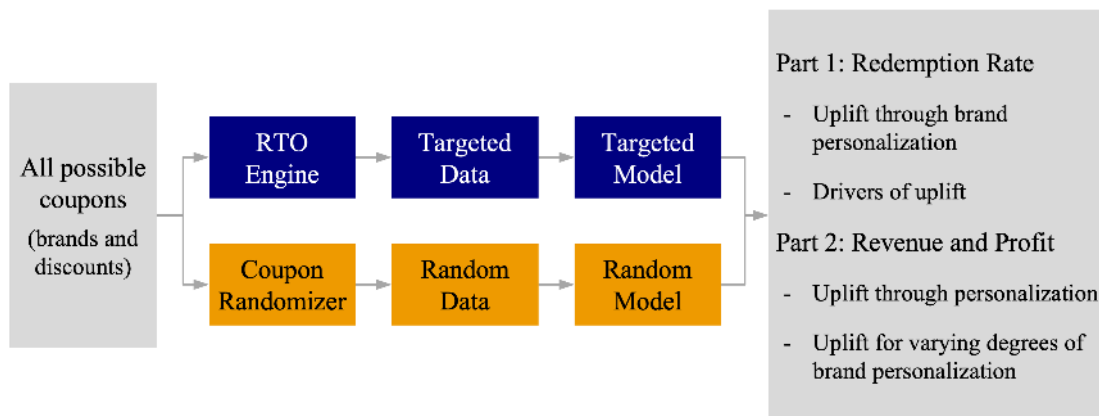 All possible
coupons
(brands and
discounts)
RTO
Engine
Targeted
Data
Targeted
Model
Coupon
Randomizer
Random
Data
Random
Model
Part 1: Redemption Rate
- Uplift through brand
personalization
- Drivers of uplift
Part 2: Revenue and Profit
- Uplift through personalization
- Uplift for varying degrees of
brand personalization